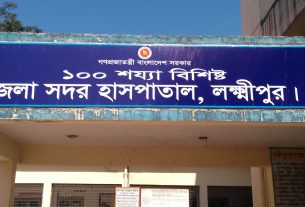 গণপ্রজাতন্ত্রী বাংলাদেশ সরকার
১০০ শয্যা বিশিষ্ট
জেলা সদর হাসপাতাল, লক্ষ্মীপুর।